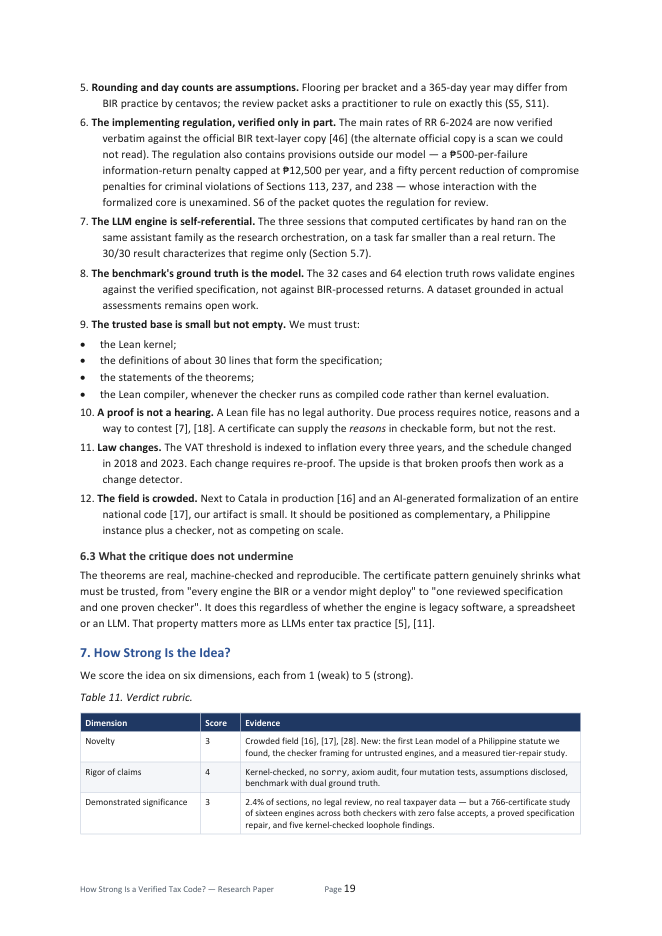 5. Rounding and day counts are assumptions. Flooring per bracket and a 365-day year may differ from
BIR practice by centavos; the review packet asks a practitioner to rule on exactly this (S5, S11).
6. The implementing regulation, verified only in part. The main rates of RR 6-2024 are now verified
verbatim against the official BIR text-layer copy [46] (the alternate official copy is a scan we could
not read). The regulation also contains provisions outside our model — a ₱500-per-failure
information-return penalty capped at ₱12,500 per year, and a fifty percent reduction of compromise
penalties for criminal violations of Sections 113, 237, and 238 — whose interaction with the
formalized core is unexamined. S6 of the packet quotes the regulation for review.
7. The LLM engine is self-referential. The three sessions that computed certificates by hand ran on the
same assistant family as the research orchestration, on a task far smaller than a real return. The
30/30 result characterizes that regime only (Section 5.7).
8. The benchmark's ground truth is the model. The 32 cases and 64 election truth rows validate engines
against the verified specification, not against BIR-processed returns. A dataset grounded in actual
assessments remains open work.
9. The trusted base is small but not empty. We must trust:
• the Lean kernel;
• the definitions of about 30 lines that form the specification;
• the statements of the theorems;
• the Lean compiler, whenever the checker runs as compiled code rather than kernel evaluation.
10. A proof is not a hearing. A Lean file has no legal authority. Due process requires notice, reasons and a
way to contest [7], [18]. A certificate can supply the reasons in checkable form, but not the rest.
11. Law changes. The VAT threshold is indexed to inflation every three years, and the schedule changed
in 2018 and 2023. Each change requires re-proof. The upside is that broken proofs then work as a
change detector.
12. The field is crowded. Next to Catala in production [16] and an AI-generated formalization of an entire
national code [17], our artifact is small. It should be positioned as complementary, a Philippine
instance plus a checker, not as competing on scale.
6.3 What the critique does not undermine
The theorems are real, machine-checked and reproducible. The certificate pattern genuinely shrinks what
must be trusted, from "every engine the BIR or a vendor might deploy" to "one reviewed specification
and one proven checker". It does this regardless of whether the engine is legacy software, a spreadsheet
or an LLM. That property matters more as LLMs enter tax practice [5], [11].
7. How Strong Is the Idea?
We score the idea on six dimensions, each from 1 (weak) to 5 (strong).
Table 11. Verdict rubric.
Dimension Score Evidence
Novelty 3 Crowded field [16], [17], [28]. New: the first Lean model of a Philippine statute we
found, the checker framing for untrusted engines, and a measured tier-repair study.
Rigor of claims 4 Kernel-checked, no sorry, axiom audit, four mutation tests, assumptions disclosed,
benchmark with dual ground truth.
Demonstrated significance 3 2.4% of sections, no legal review, no real taxpayer data — but a 766-certificate study
of sixteen engines across both checkers with zero false accepts, a proved specification
repair, and five kernel-checked loophole findings.
How Strong Is a Verified Tax Code? — Research Paper Page 19